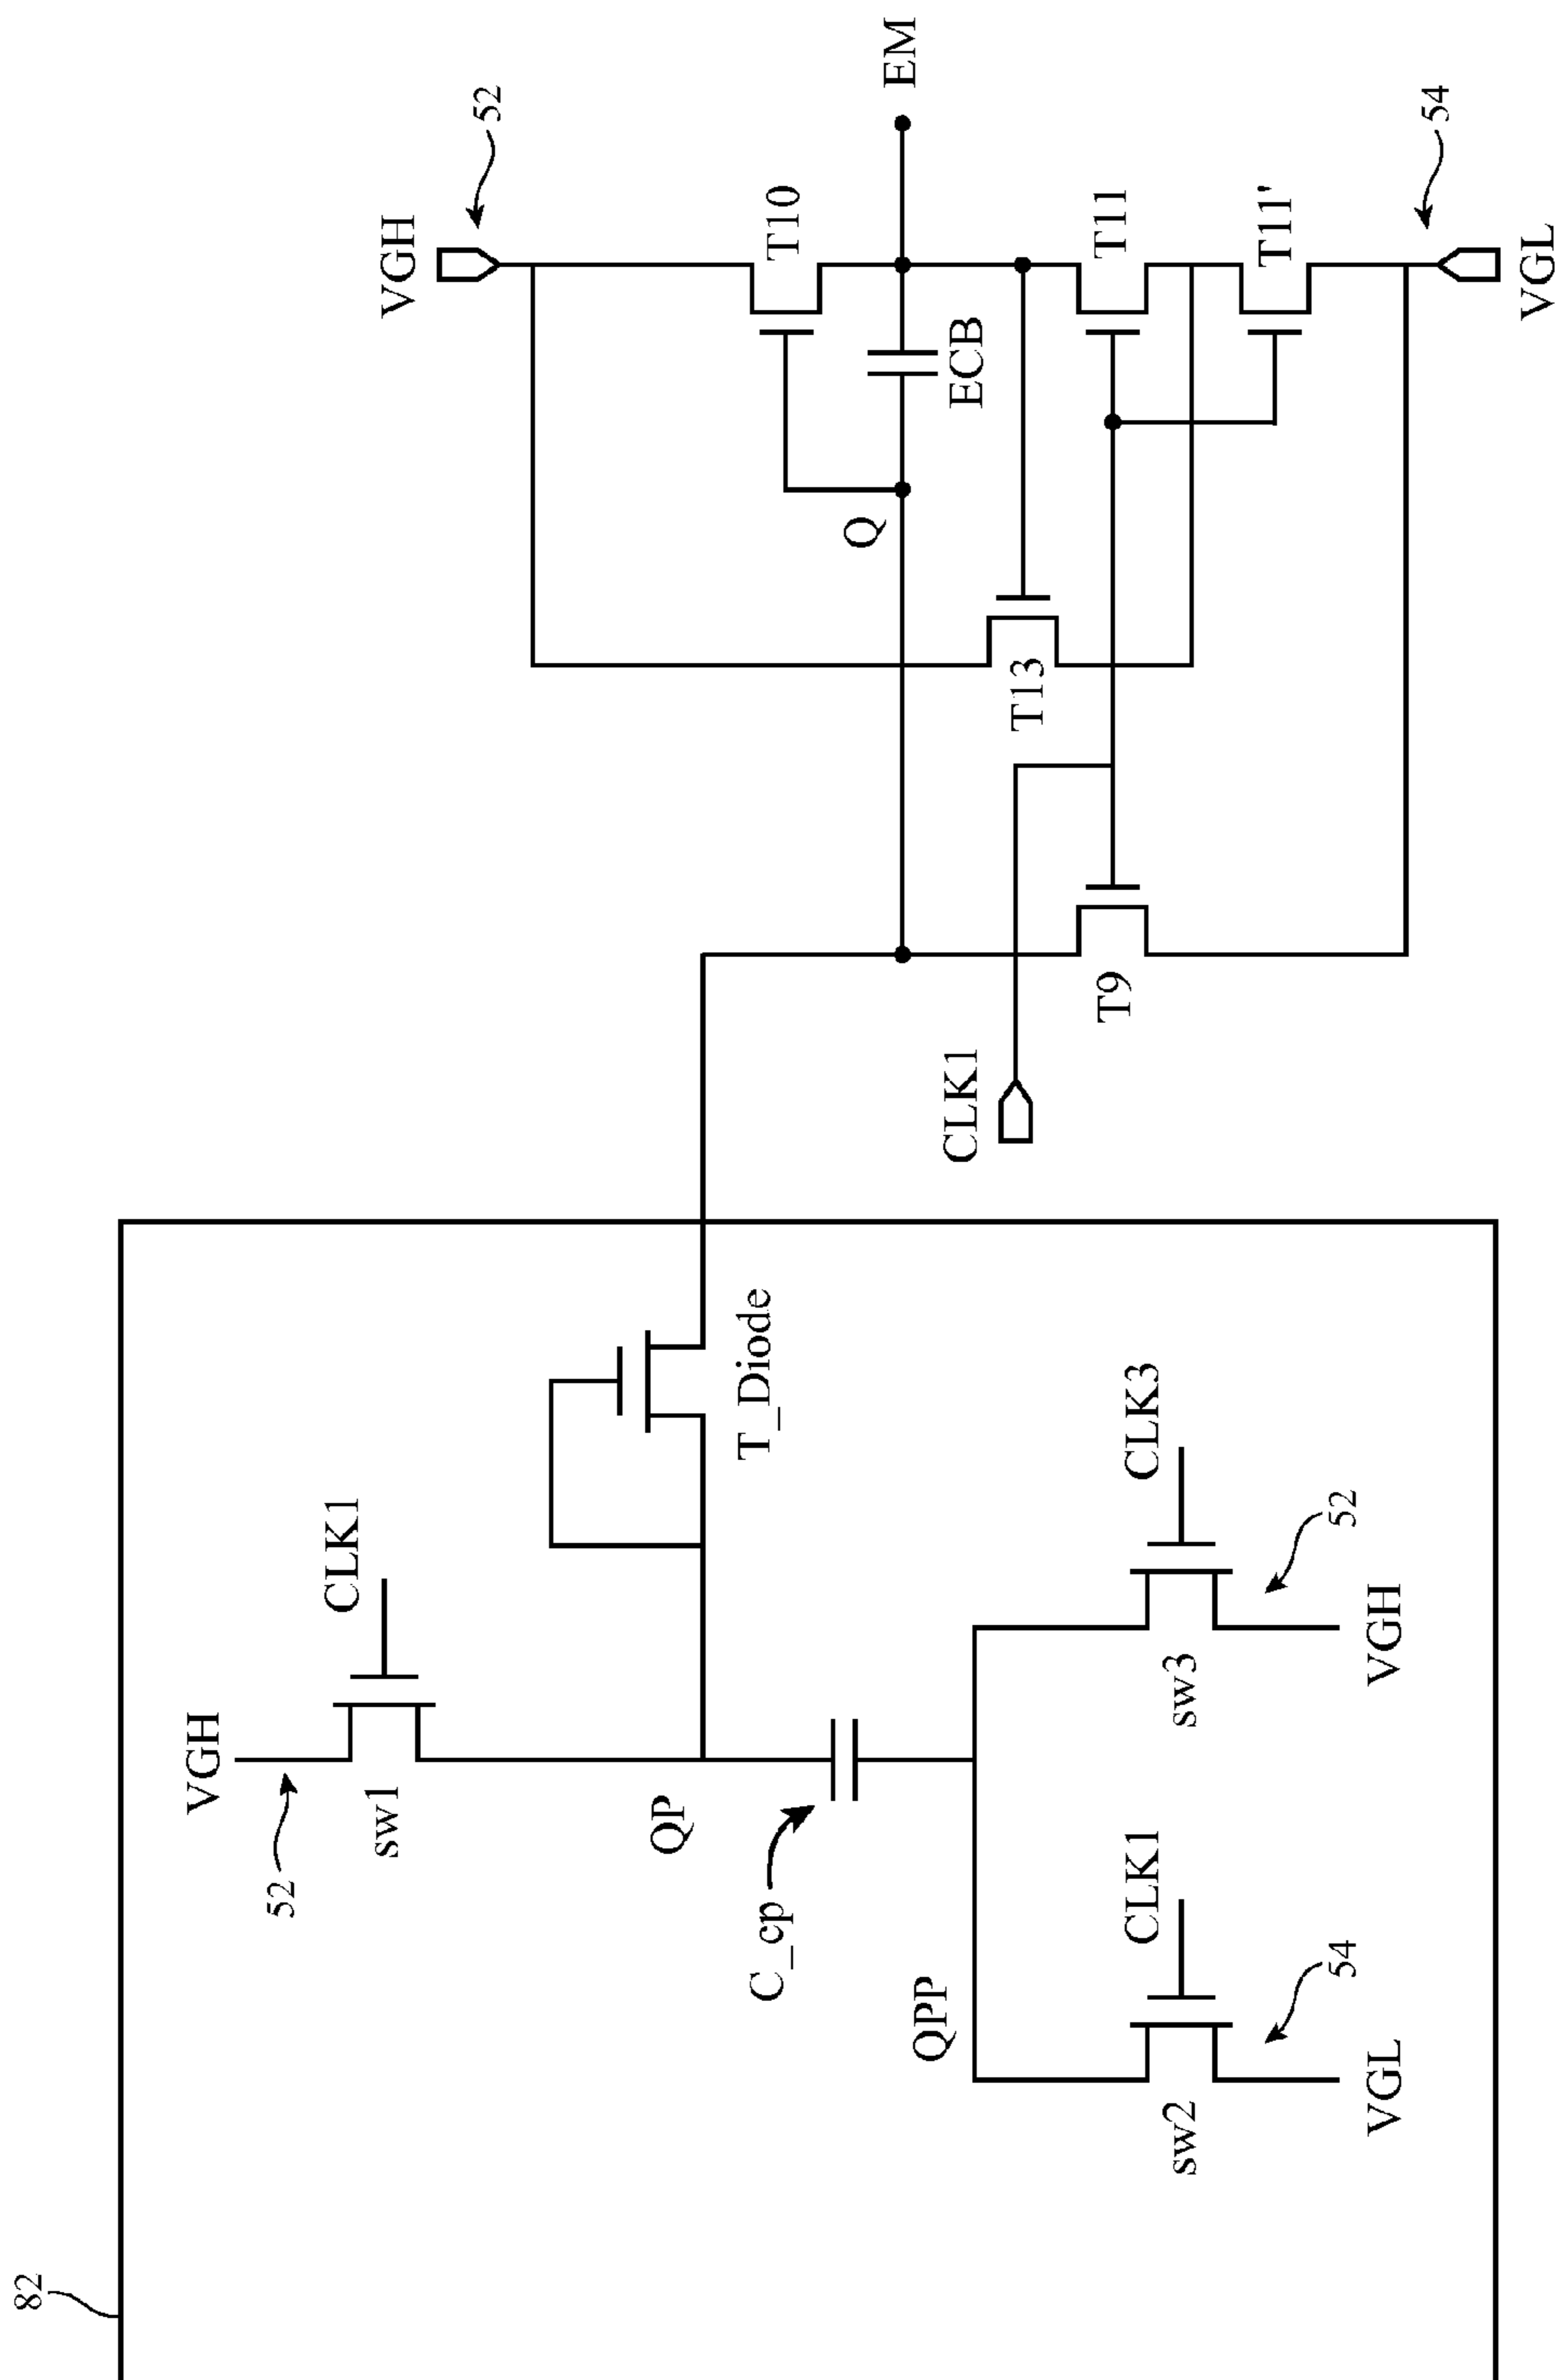 82
VGH
52
sw1
CLK1
QP
T_Diode
C_cp
QPP
sw2
CLK1
54
VGL
sw3
CLK3
52
VGH
CLK1
T9
VGH
52
T10
Q
ECB
EM
T13
T11
T11'
54
VGL